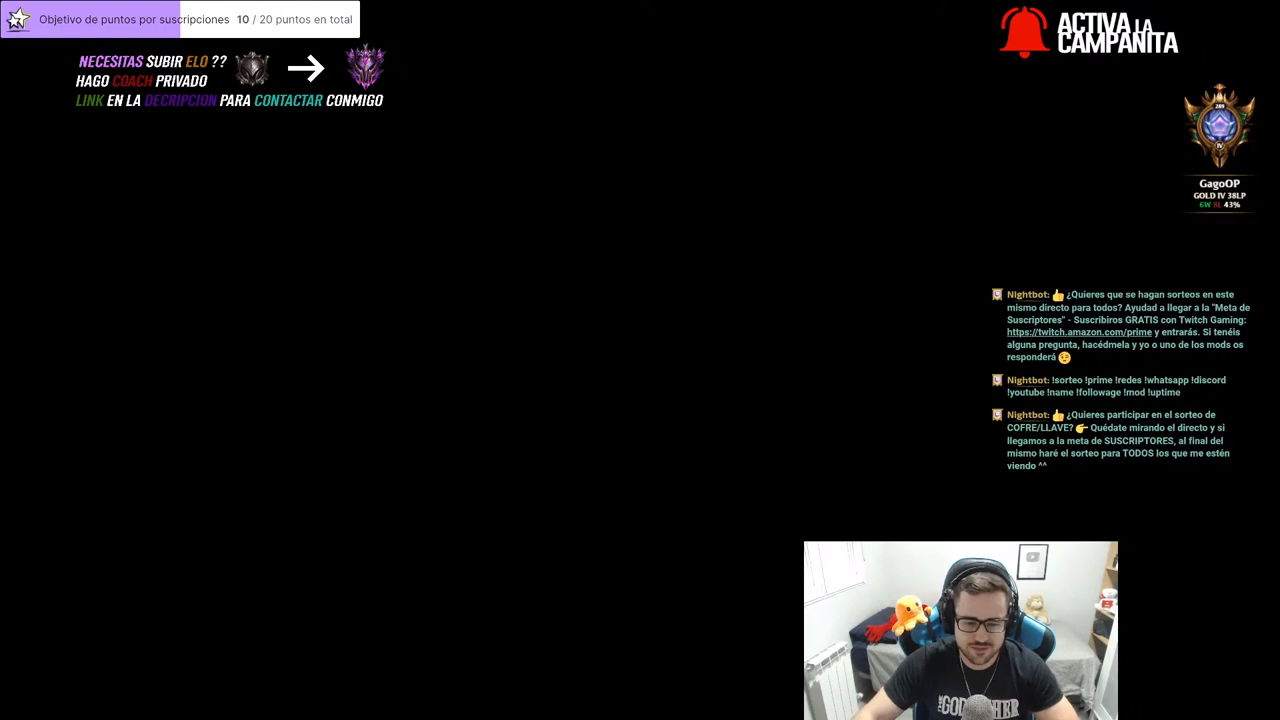 Objetivo de puntos por suscripciones 10 / 20 puntos en total
NECESITAS SUBIR ELO ??
HAGO COACH PRIVADO
LINK EN LA DECRIPCION PARA CONTACTAR CONMIGO
ACTIVA LA
CAMPANITA
289
IV
GagoOP
GOLD IV 38LP
6W 8L 43%
Nightbot: 👍 ¿Quieres que se hagan sorteos en este
mismo directo para todos? Ayudad a llegar a la "Meta de
Suscriptores" - Suscribiros GRATIS con Twitch Gaming:
https://twitch.amazon.com/prime y entrarás. Si tenéis
alguna pregunta, hacédmela y yo o uno de los mods os
responderá ☺️
Nightbot: !sorteo !prime !redes !whatsapp !discord
!youtube !name !followage !mod !uptime
Nightbot: 👍 ¿Quieres participar en el sorteo de
COFRE/LLAVE? 👉 Quédate mirando el directo y si
llegamos a la meta de SUSCRIPTORES, al final del
mismo haré el sorteo para TODOS los que me estén
viendo ^^